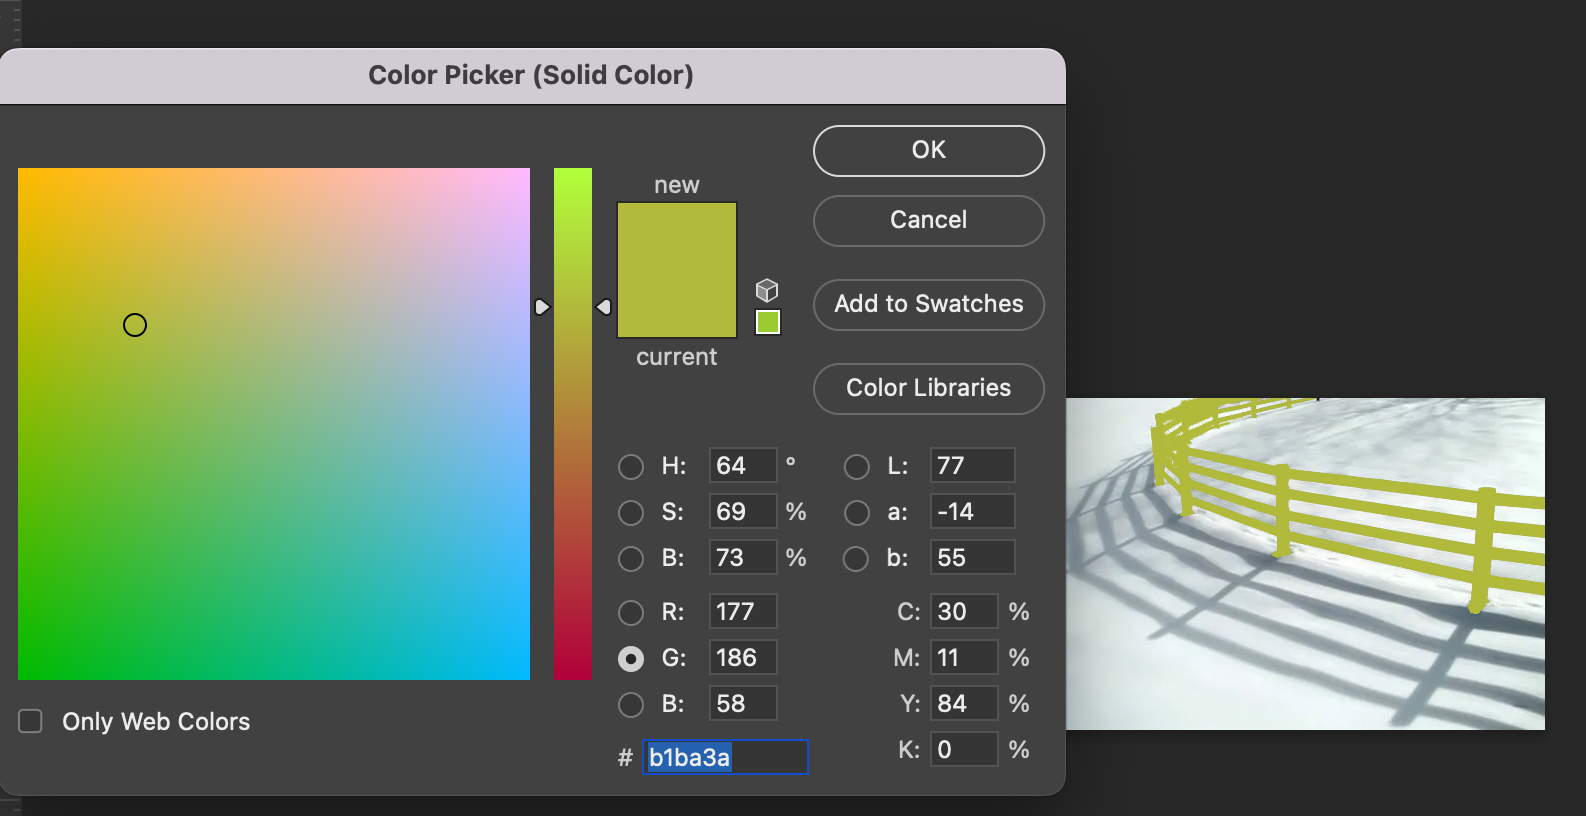 Color Picker (Solid Color)
OK
new
Cancel
Add to Swatches
current
Color Libraries
H: 64 °
L: 77
S: 69 %
a: -14
B: 73 %
b: 55
R: 177
C: 30 %
G: 186
M: 11 %
B: 58
Y: 84 %
Only Web Colors
# b1ba3a
K: 0 %